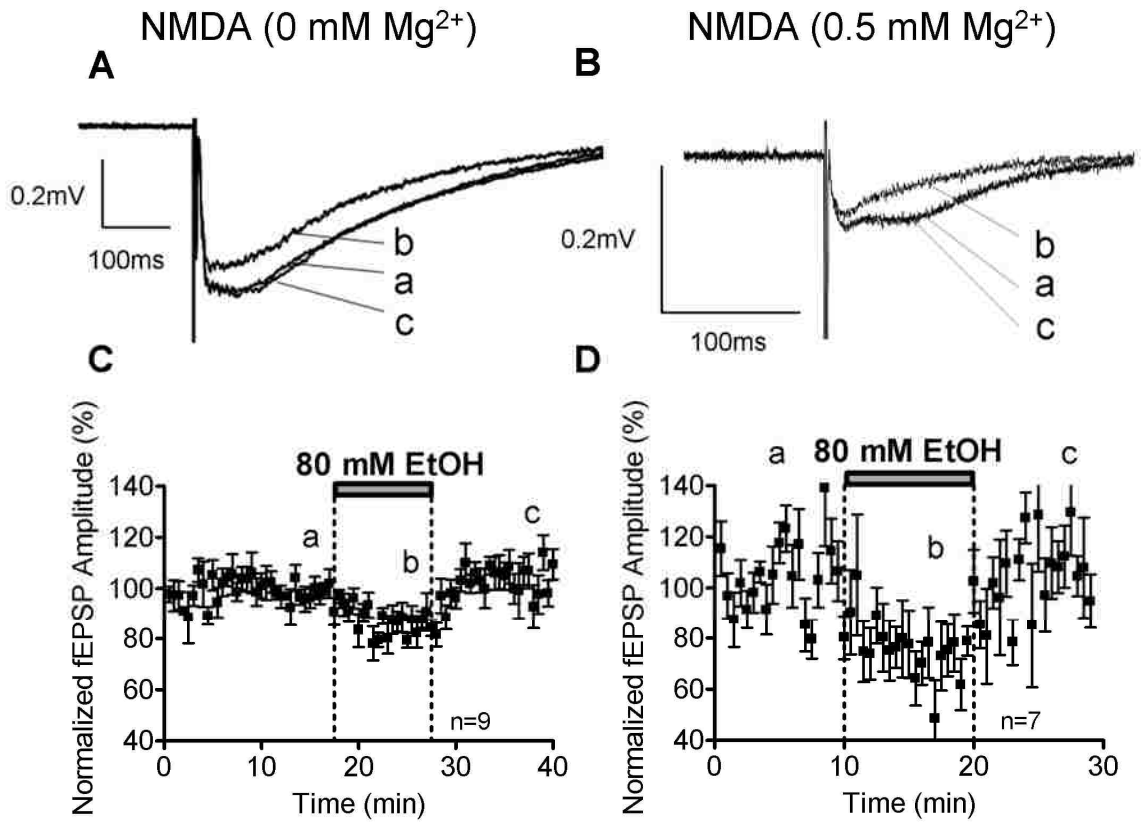 NMDA (0 mM Mg²⁺)
NMDA (0.5 mM Mg²⁺)
A
B
0.2mV
100ms
b
a
c
0.2mV
100ms
b
a
c
C
D
Normalized fEPSP Amplitude (%)
80 mM EtOH
a
b
c
140
120
100
80
60
40
n=9
0
10
20
30
40
Time (min)
Normalized fEPSP Amplitude (%)
a
80 mM EtOH
c
b
140
120
100
80
60
40
n=7
0
10
20
30
Time (min)